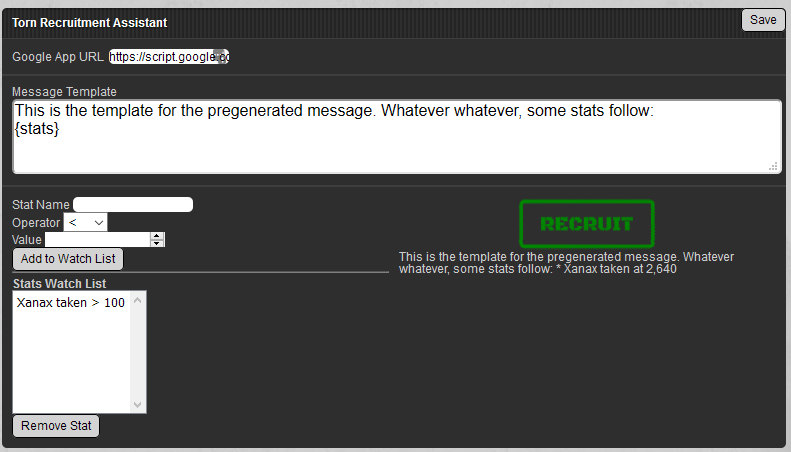 Torn Recruitment Assistant
Save
Google App URL https://script.google.co
Message Template
This is the template for the pregenerated message. Whatever whatever, some stats follow:
{stats}
Stat Name
Operator <
Value
Add to Watch List
Stats Watch List
Xanax taken > 100
Remove Stat
RECRUIT
This is the template for the pregenerated message. Whatever
whatever, some stats follow: * Xanax taken at 2,640